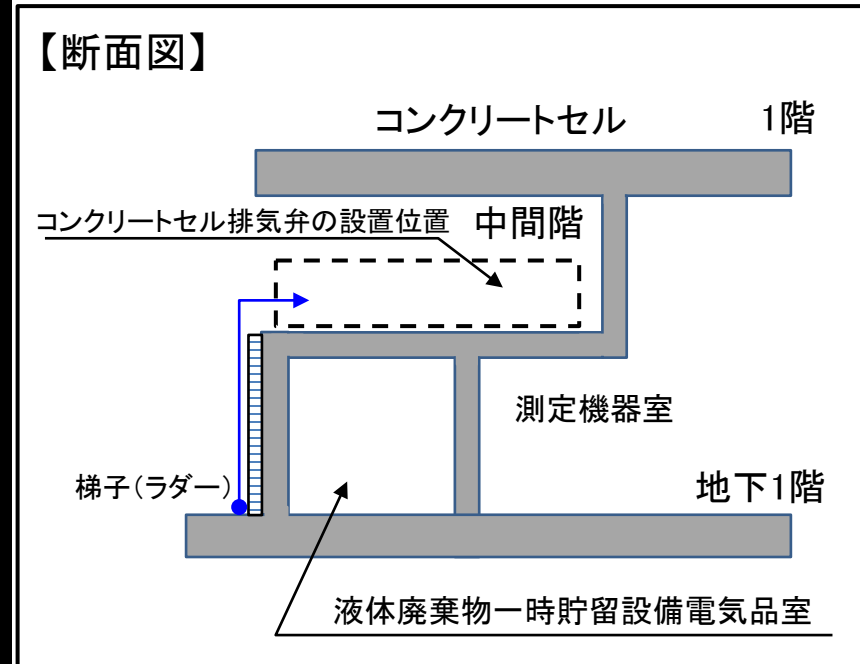 【断面図】
コンクリートセル
1階
コンクリートセル排気弁の設置位置
中間階
測定機器室
梯子(ラダー)
地下1階
液体廃棄物一時貯留設備電気品室